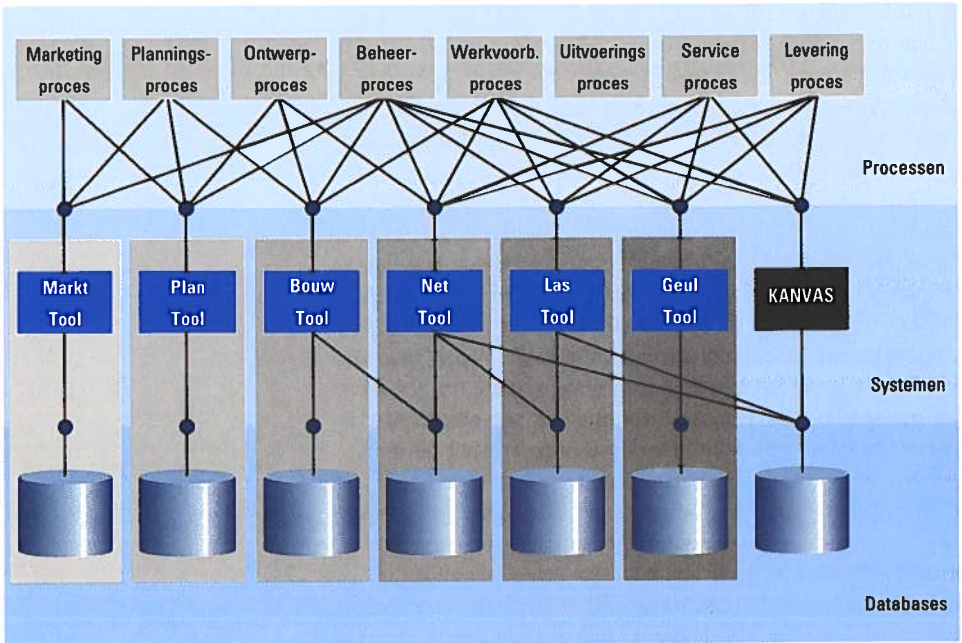 Marketing
proces
Plannings-
proces
Ontwerp-
proces
Beheer-
proces
Werkvoorb.
proces
Uitvoerings
proces
Service
proces
Levering
proces
Processen
Markt
Tool
Plan
Tool
Bouw
Tool
Net
Tool
Las
Tool
Geul
Tool
KANVAS
Systemen
Databases